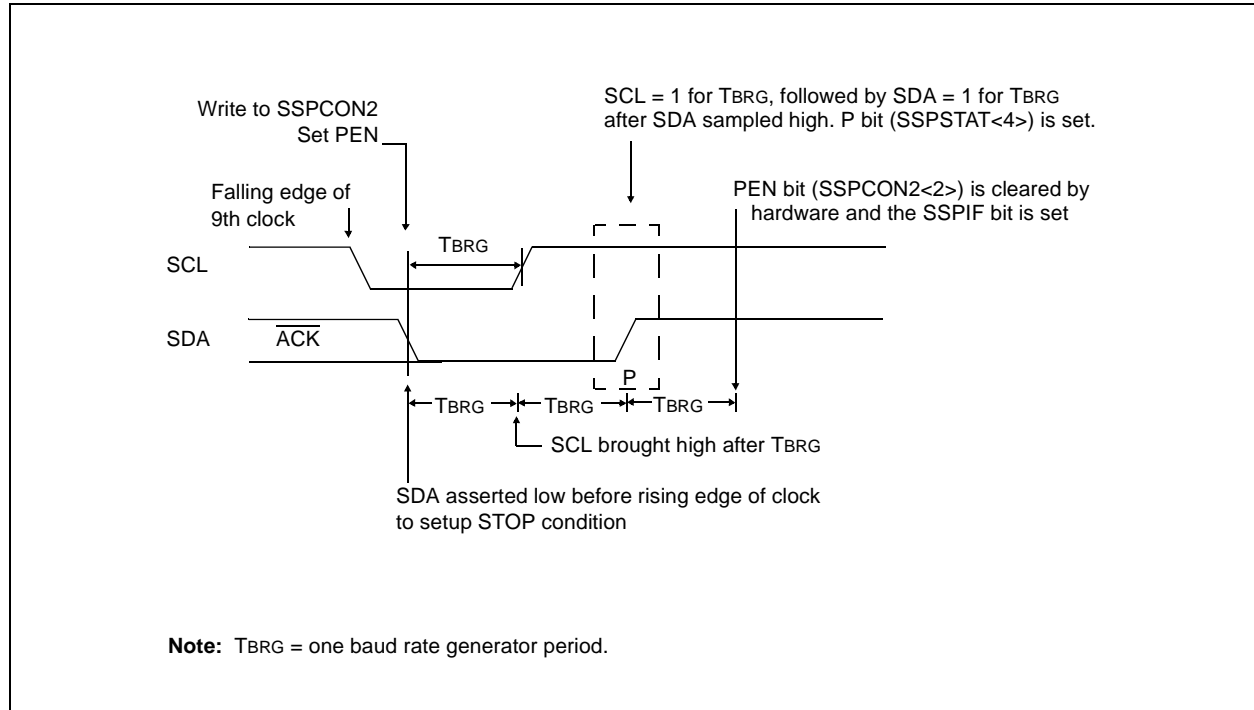 Write to SSPCON2
Set PEN
SCL = 1 for TBRG, followed by SDA = 1 for TBRG
after SDA sampled high. P bit (SSPSTAT<4>) is set.
Falling edge of
9th clock
PEN bit (SSPCON2<2>) is cleared by
hardware and the SSPIF bit is set
TBRG
SCL
SDA
ACK
P
TBRG
TBRG
TBRG
SCL brought high after TBRG
SDA asserted low before rising edge of clock
to setup STOP condition
Note: TBRG = one baud rate generator period.